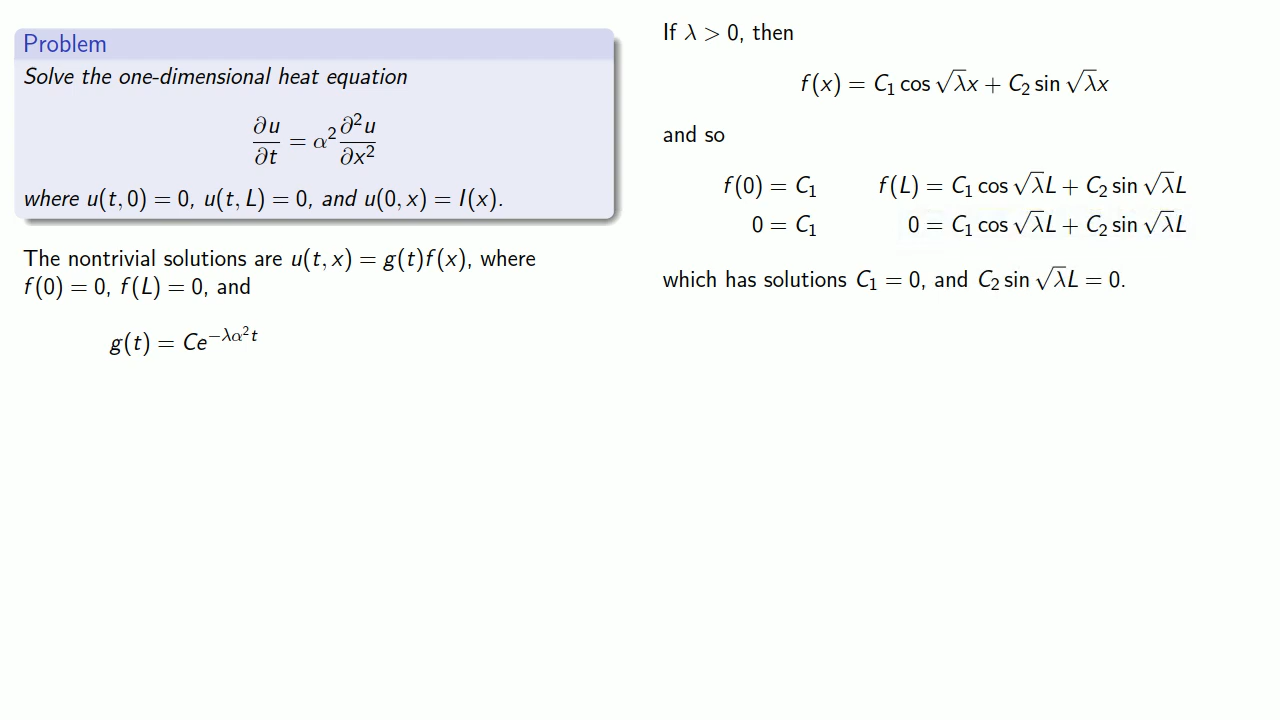 Problem
Solve the one-dimensional heat equation
∂u/∂t = α² ∂²u/∂x²
where u(t, 0) = 0, u(t, L) = 0, and u(0, x) = I(x).
The nontrivial solutions are u(t, x) = g(t)f(x), where
f(0) = 0, f(L) = 0, and
g(t) = Ce^{−λα²t}
If λ > 0, then
f(x) = C₁ cos √λx + C₂ sin √λx
and so
f(0) = C₁ f(L) = C₁ cos √λL + C₂ sin √λL
0 = C₁ 0 = C₁ cos √λL + C₂ sin √λL
which has solutions C₁ = 0, and C₂ sin √λL = 0.